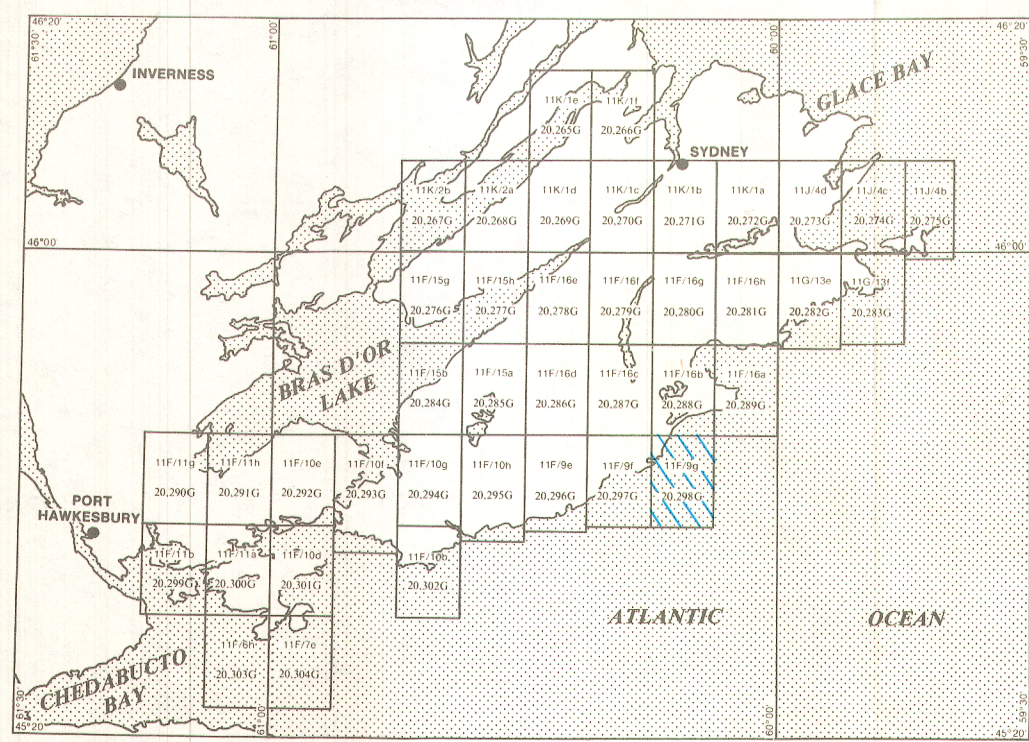 46°20'
46°20'
61°30'
61°00'
60°00'
59°30'
INVERNESS
GLACE BAY
11K/1e
11K/1f
20,265G
20,266G
SYDNEY
11K/2b
11K/2a
11K/1d
11K/1c
11K/1b
11K/1a
11J/4d
11J/4c
11J/4b
20,267G
20,268G
20,269G
20,270G
20,271G
20,272G
20,273G
20,274G
20,275G
46°00'
46°00'
11F/15g
11F/15h
11F/16e
11F/16f
11F/16g
11F/16h
11G/13e
11G/13f
20,276G
20,277G
20,278G
20,279G
20,280G
20,281G
20,282G
20,283G
BRAS D'OR
LAKE
11F/15b
11F/15a
11F/16d
11F/16c
11F/16b
11F/16a
20,284G
20,285G
20,286G
20,287G
20,288G
20,289G
11F/11g
11F/11h
11F/10e
11F/10f
11F/10g
11F/10h
11F/9e
11F/9f
11F/9g
20,290G
20,291G
20,292G
20,293G
20,294G
20,295G
20,296G
20,297G
20,298G
PORT
HAWKESBURY
11F/11b
11F/11a
11F/10d
11F/10b
20,299G
20,300G
20,301G
20,302G
ATLANTIC OCEAN
11F/6h
11F/7e
20,303G
20,304G
CHEDABUCTO
BAY
61°30'
61°00'
60°00'
59°30'
45°20'
45°20'